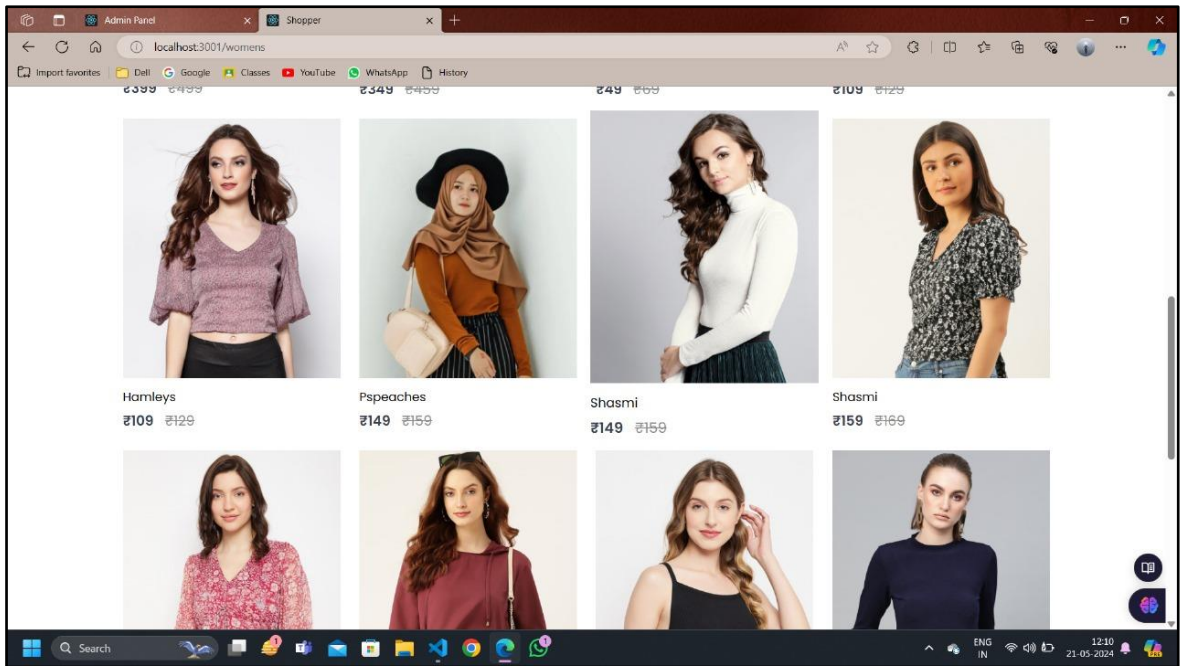 Admin Panel
Shopper
localhost:3001/womens
Import favorites
Dell
Google
Classes
YouTube
WhatsApp
History
₹399 ₹499
₹349 ₹459
₹49 ₹69
₹109 ₹129
Hamleys
₹109 ₹129
Pspeaches
₹149 ₹159
Shasmi
₹149 ₹159
Shasmi
₹159 ₹169
Search
ENG
IN
12:10
21-05-2024